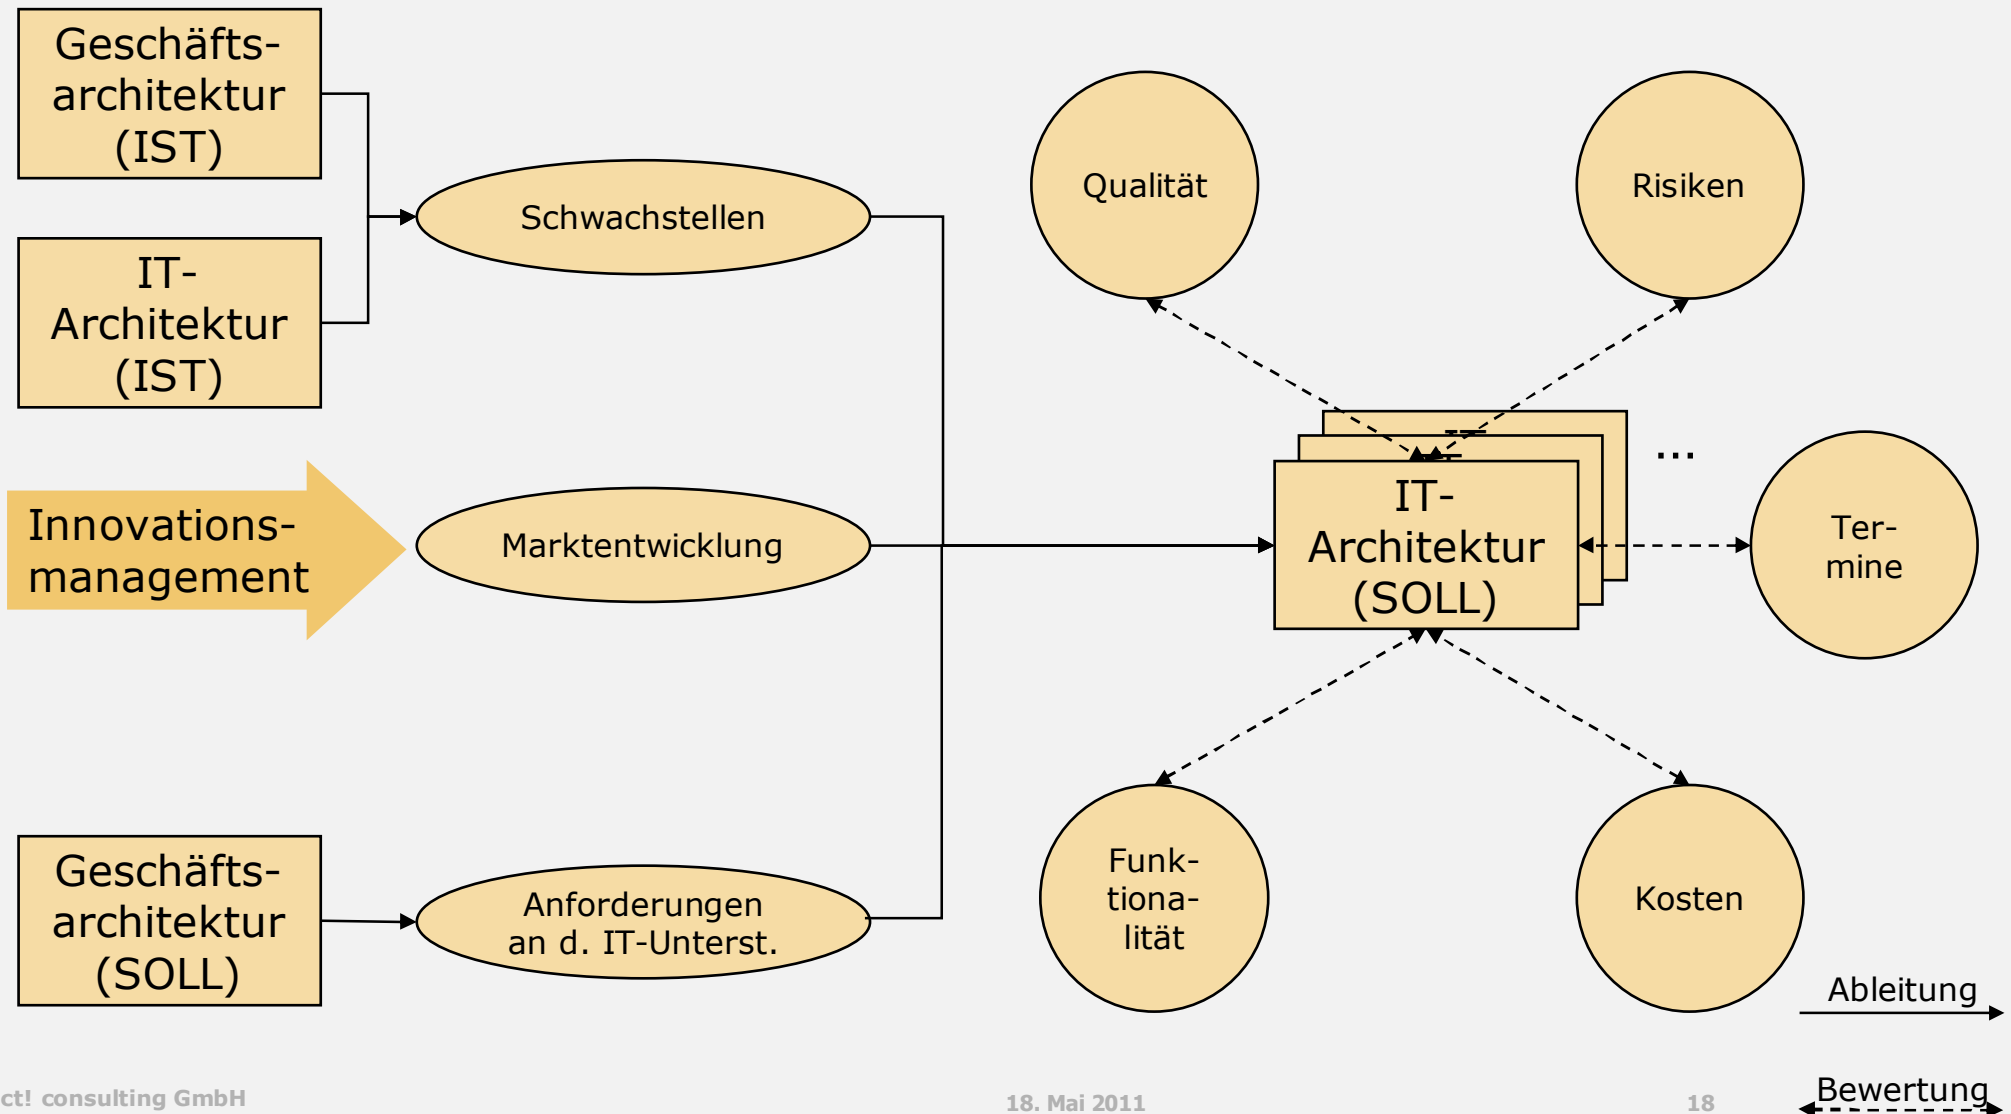 Geschäfts-
architektur
(IST)
IT-
Architektur
(IST)
Schwachstellen
Innovations-
management
Marktentwicklung
Geschäfts-
architektur
(SOLL)
Anforderungen
an d. IT-Unterst.
Qualität
Risiken
...
IT-
Architektur
(SOLL)
Ter-
mine
Funk-
tiona-
lität
Kosten
Ableitung
Bewertung
ct! consulting GmbH
18. Mai 2011
18